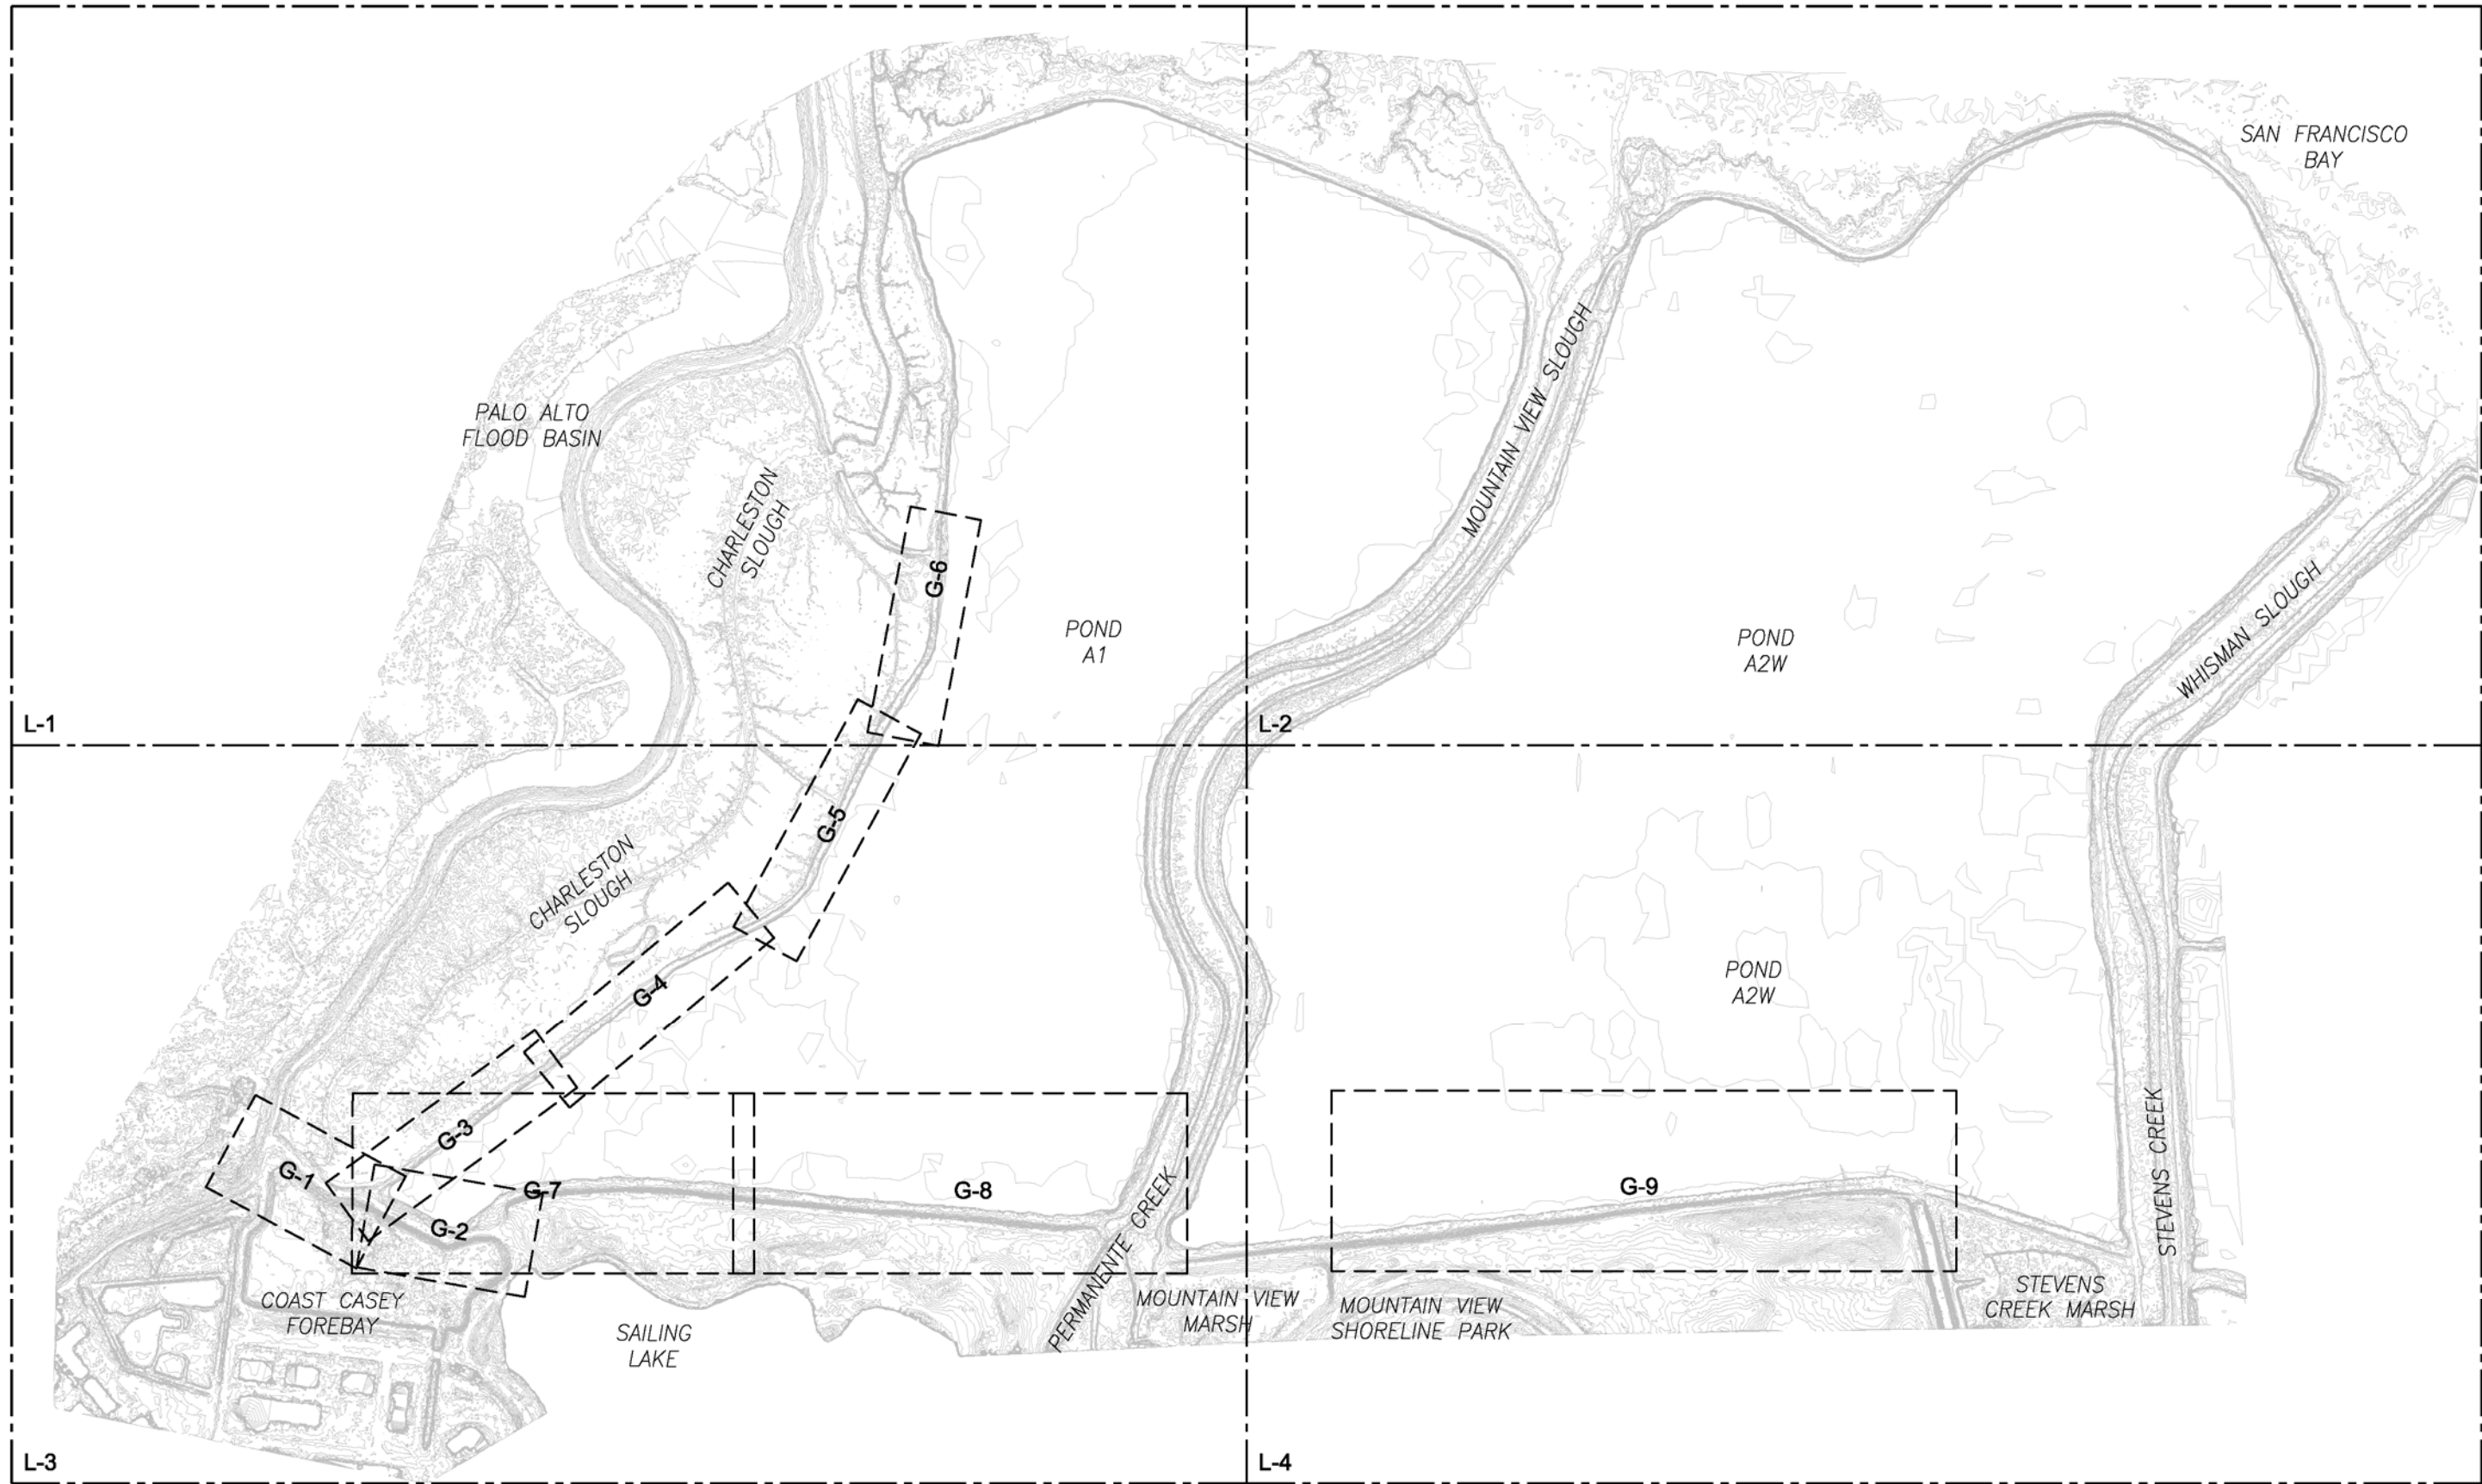 SAN FRANCISCO
BAY
MOUNTAIN VIEW SLOUGH
PALO ALTO
FLOOD BASIN
CHARLESTON
SLOUGH
G-6
POND
A1
POND
A2W
WHISMAN SLOUGH
L-1
L-2
G-5
CHARLESTON
SLOUGH
G-4
POND
A2W
G-3
G-1
G-7
G-8
G-9
G-2
STEVENS CREEK
PERMANENTE CREEK
COAST CASEY
FOREBAY
SAILING
LAKE
MOUNTAIN VIEW
MARSH
MOUNTAIN VIEW
SHORELINE PARK
STEVENS
CREEK MARSH
L-3
L-4